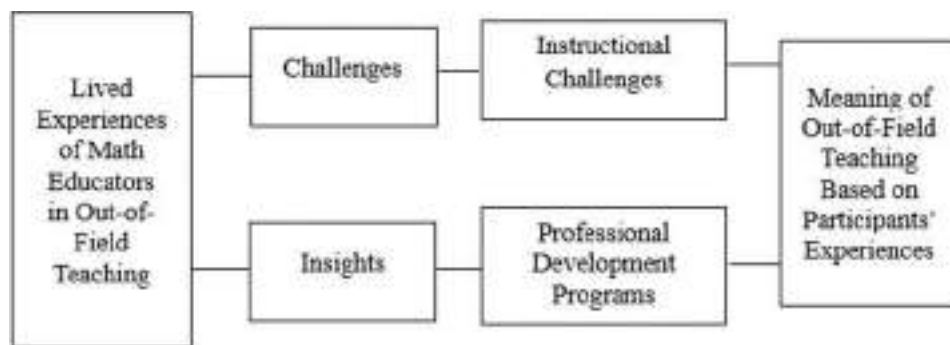 Lived
Experiences
of Math
Educators
in Out-of-
Field
Teaching
Challenges
Instructional
Challenges
Insights
Professional
Development
Programs
Meaning of
Out-of-Field
Teaching
Based on
Participants'
Experiences